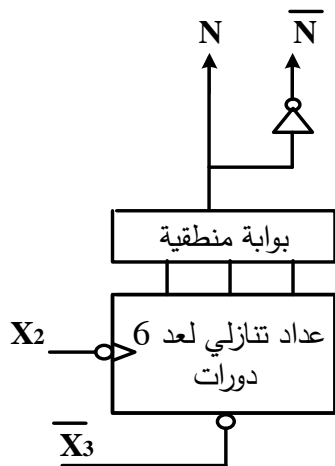 N N̅
بوابة منطقية
عداد تنازلي لعد 6
دورات
X2
X̅3